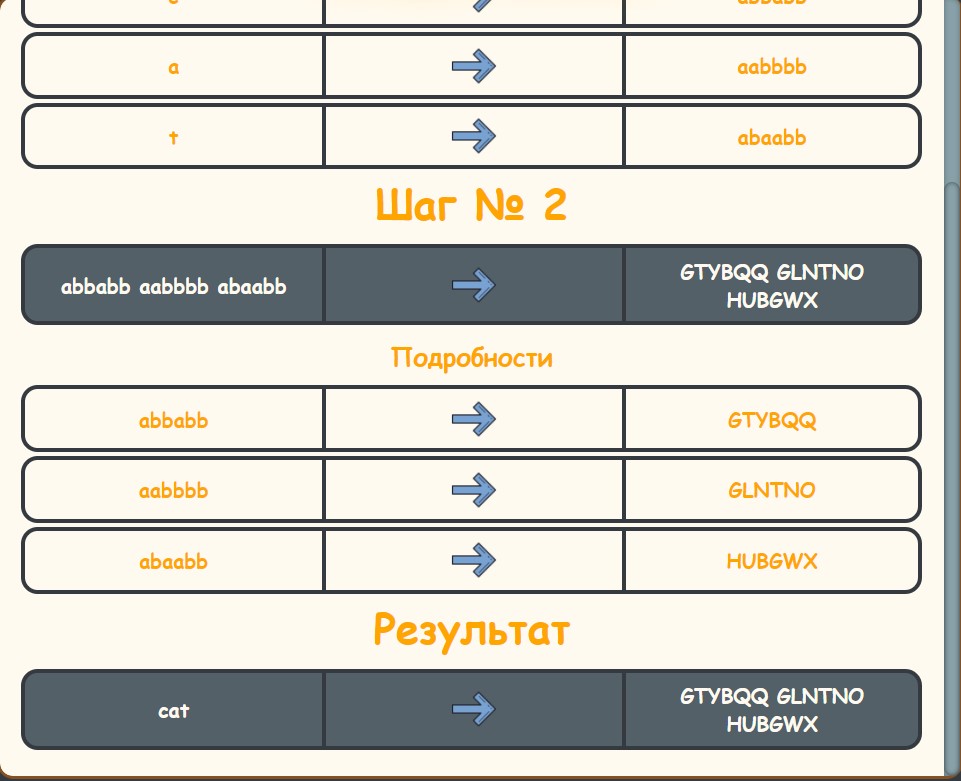 a aabbbb
t abaabb
Шаг № 2
abbabb aabbbb abaabb GTYBQQ GLNTNO
HUBGWX
Подробности
abbabb GTYBQQ
aabbbb GLNTNO
abaabb HUBGWX
Результат
cat GTYBQQ GLNTNO
HUBGWX